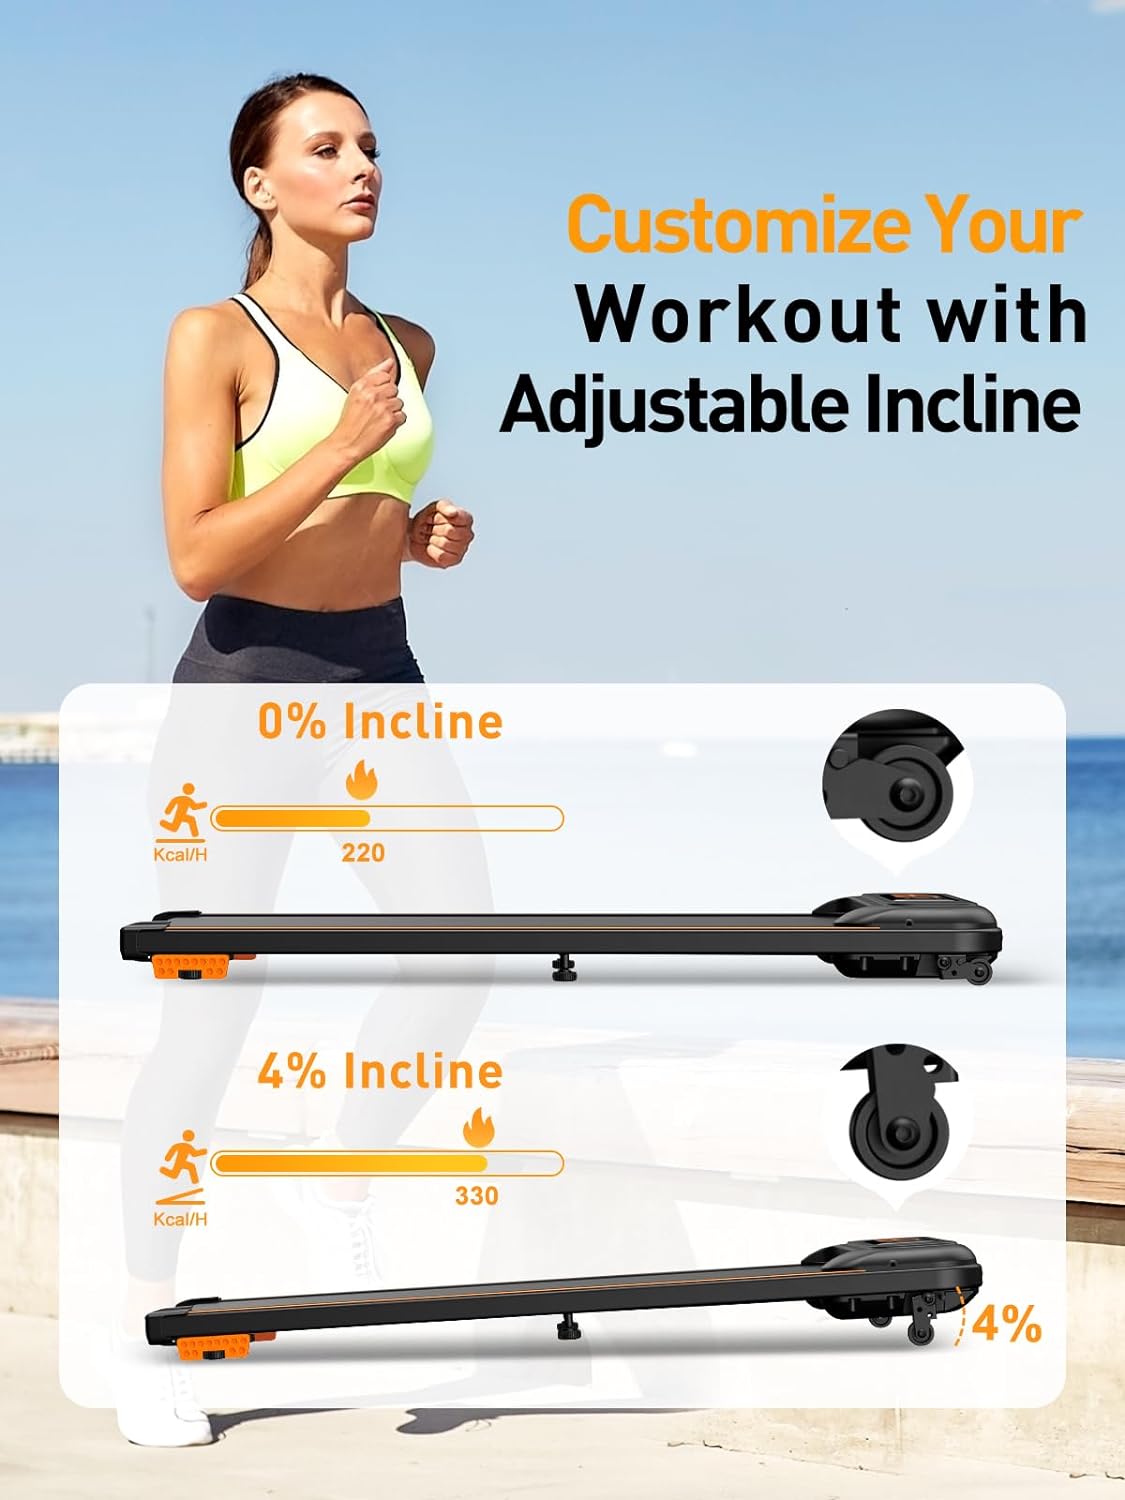 Customize Your
Workout with
Adjustable Incline
0% Incline
Kcal/H
220
4% Incline
Kcal/H
330
4%